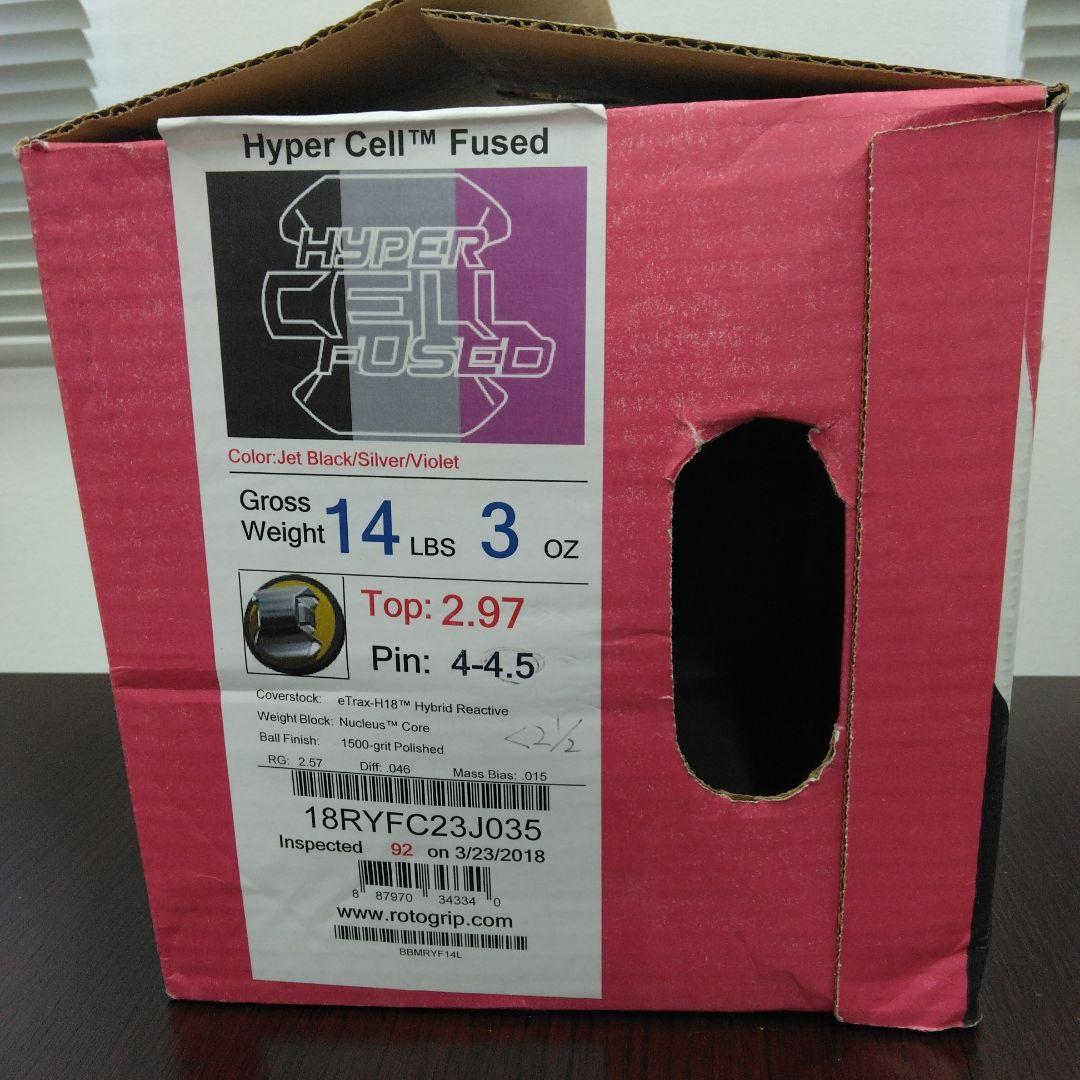 Hyper Cell™ Fused
HYPER
CELL
FUSED
Color:Jet Black/Silver/Violet
Gross
Weight 14 LBS 3 OZ
Top: 2.97
Pin: 4-4.5
Coverstock: eTrax-H18™ Hybrid Reactive
Weight Block: Nucleus™ Core
<2 1/2
Ball Finish: 1500-grit Polished
RG: 2.57 Diff: .046 Mass Bias: .015
18RYFC23J035
Inspected 92 on 3/23/2018
8 87970 34334 0
www.rotogrip.com
BBMRYF14L